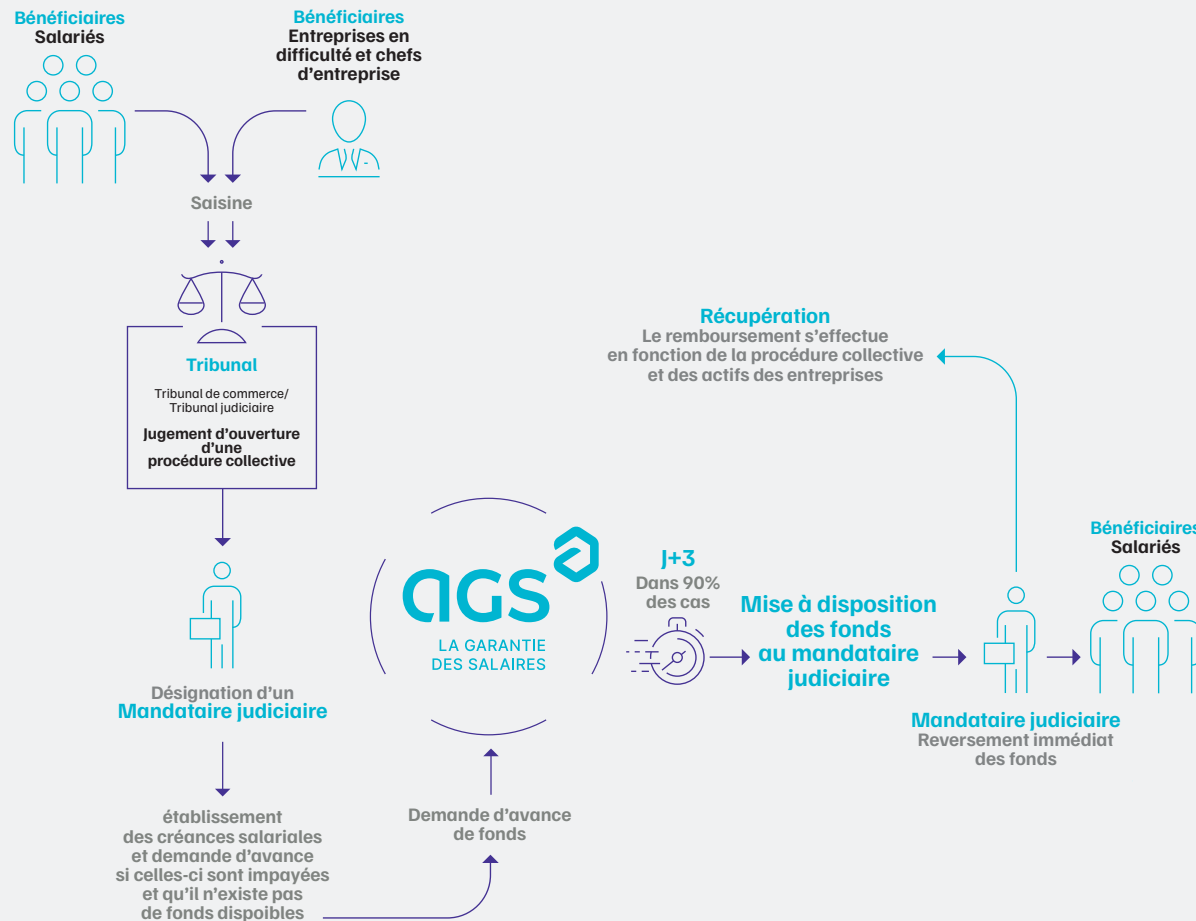 Bénéficiaires
Salariés
Bénéficiaires
Entreprises en
difficulté et chefs
d'entreprise
Saisine
Tribunal
Tribunal de commerce/
Tribunal judiciaire
Jugement d'ouverture
d'une
procédure collective
Désignation d'un
Mandataire judiciaire
établissement
des créances salariales
et demande d'avance
si celles-ci sont impayées
et qu'il n'existe pas
de fonds dispoibles
Demande d'avance
de fonds
AGS
LA GARANTIE
DES SALAIRES
J+3
Dans 90%
des cas
Mise à disposition
des fonds
au mandataire
judiciaire
Récupération
Le remboursement s'effectue
en fonction de la procédure collective
et des actifs des entreprises
Mandataire judiciaire
Reversement immédiat
des fonds
Bénéficiaires
Salariés